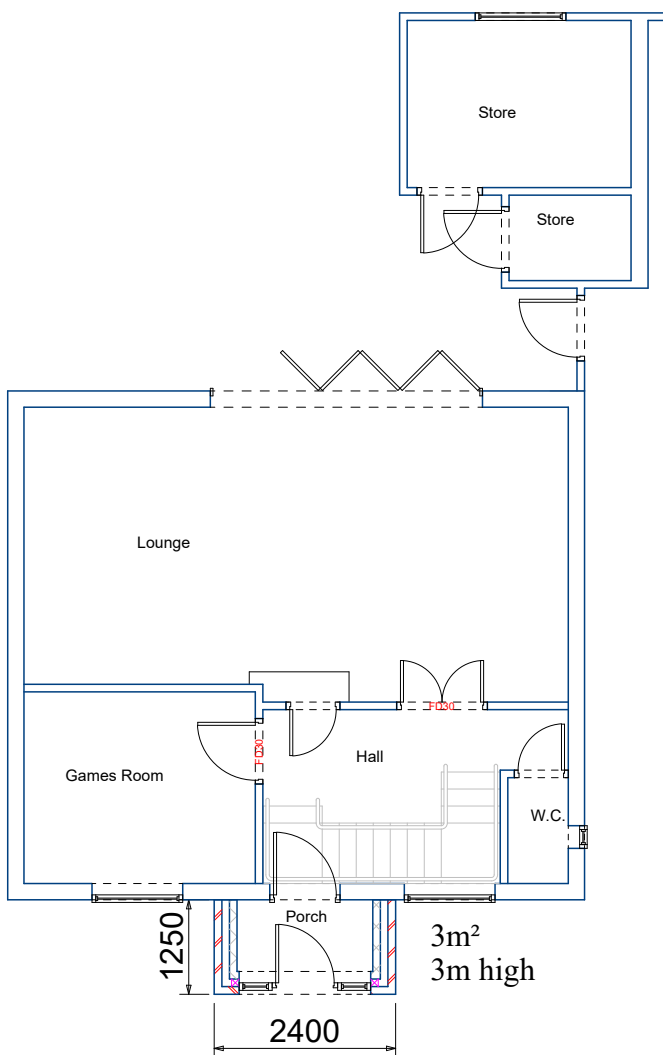 Store
Store
Lounge
FD30
FD30
Hall
Games Room
W.C.
Porch
3m²
3m high
1250
2400